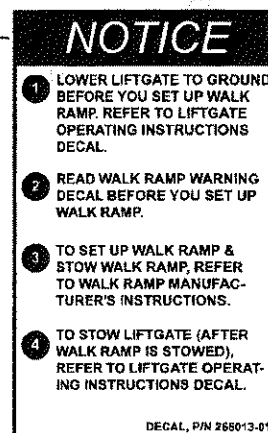 NOTICE
1 LOWER LIFTGATE TO GROUND
BEFORE YOU SET UP WALK
RAMP. REFER TO LIFTGATE
OPERATING INSTRUCTIONS
DECAL.
2 READ WALK RAMP WARNING
DECAL BEFORE YOU SET UP
WALK RAMP.
3 TO SET UP WALK RAMP &
STOW WALK RAMP, REFER
TO WALK RAMP MANUFAC-
TURER'S INSTRUCTIONS.
4 TO STOW LIFTGATE (AFTER
WALK RAMP IS STOWED),
REFER TO LIFTGATE OPERAT-
ING INSTRUCTIONS DECAL.
DECAL, P/N 266013-01